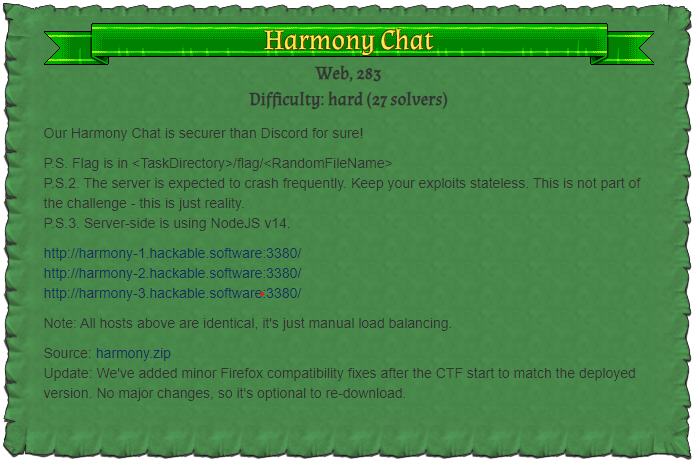 Harmony Chat
Web, 283
Difficulty: hard (27 solvers)
Our Harmony Chat is securer than Discord for sure!
P.S. Flag is in <TaskDirectory>/flag/<RandomFileName>
P.S.2. The server is expected to crash frequently. Keep your exploits stateless. This is not part of
the challenge - this is just reality.
P.S.3. Server-side is using NodeJS v14.
http://harmony-1.hackable.software:3380/
http://harmony-2.hackable.software:3380/
http://harmony-3.hackable.software:3380/
Note: All hosts above are identical, it's just manual load balancing.
Source: harmony.zip
Update: We've added minor Firefox compatibility fixes after the CTF start to match the deployed
version. No major changes, so it's optional to re-download.